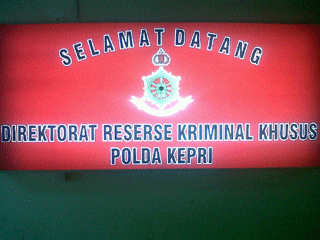 SELAMAT DATANG
DIREKTORAT RESERSE KRIMINAL KHUSUS
POLDA KEPRI